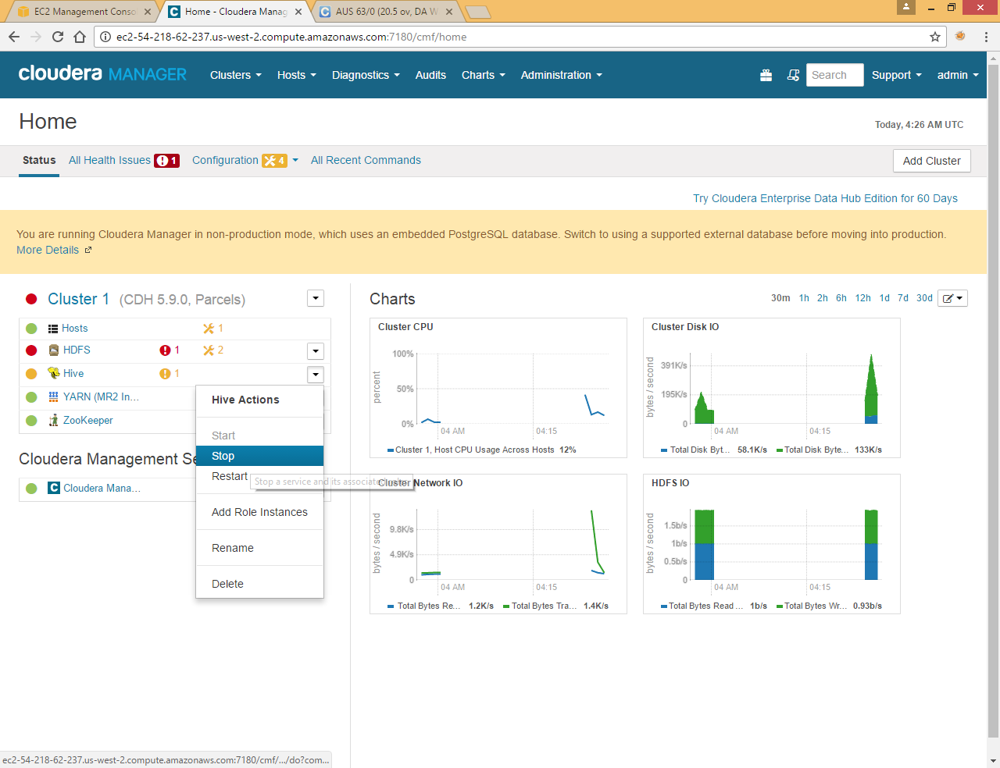 EC2 Management Conso
Home - Cloudera Manag
AUS 63/0 (20.5 ov, DA W
ec2-54-218-62-237.us-west-2.compute.amazonaws.com:7180/cmf/home
cloudera MANAGER
Clusters
Hosts
Diagnostics
Audits
Charts
Administration
Search
Support
admin
Home
Today, 4:26 AM UTC
Status
All Health Issues 1
Configuration 4
All Recent Commands
Add Cluster
Try Cloudera Enterprise Data Hub Edition for 60 Days
You are running Cloudera Manager in non-production mode, which uses an embedded PostgreSQL database. Switch to using a supported external database before moving into production.
More Details
Cluster 1 (CDH 5.9.0, Parcels)
Hosts 1
HDFS 1 2
Hive 1
YARN (MR2 In...
ZooKeeper
Cloudera Management Se
Cloudera Mana...
Hive Actions
Start
Stop
Restart
Stop a service and its associated
Add Role Instances
Rename
Delete
Charts
30m 1h 2h 6h 12h 1d 7d 30d
Cluster CPU
percent
100%
50%
0%
04 AM
04:15
Cluster 1, Host CPU Usage Across Hosts 12%
Cluster Disk IO
bytes / second
391K/s
195K/s
0
04 AM
04:15
Total Disk Byt... 58.1K/s
Total Disk Byte... 133K/s
Cluster Network IO
bytes / second
9.8K/s
4.9K/s
0
04 AM
04:15
Total Bytes Re... 1.2K/s
Total Bytes Tra... 1.4K/s
HDFS IO
bytes / second
1.5b/s
1b/s
0.5b/s
0
04 AM
04:15
Total Bytes Read ... 1b/s
Total Bytes Wr... 0.93b/s
ec2-54-218-62-237.us-west-2.compute.amazonaws.com:7180/cmf/.../do?com...